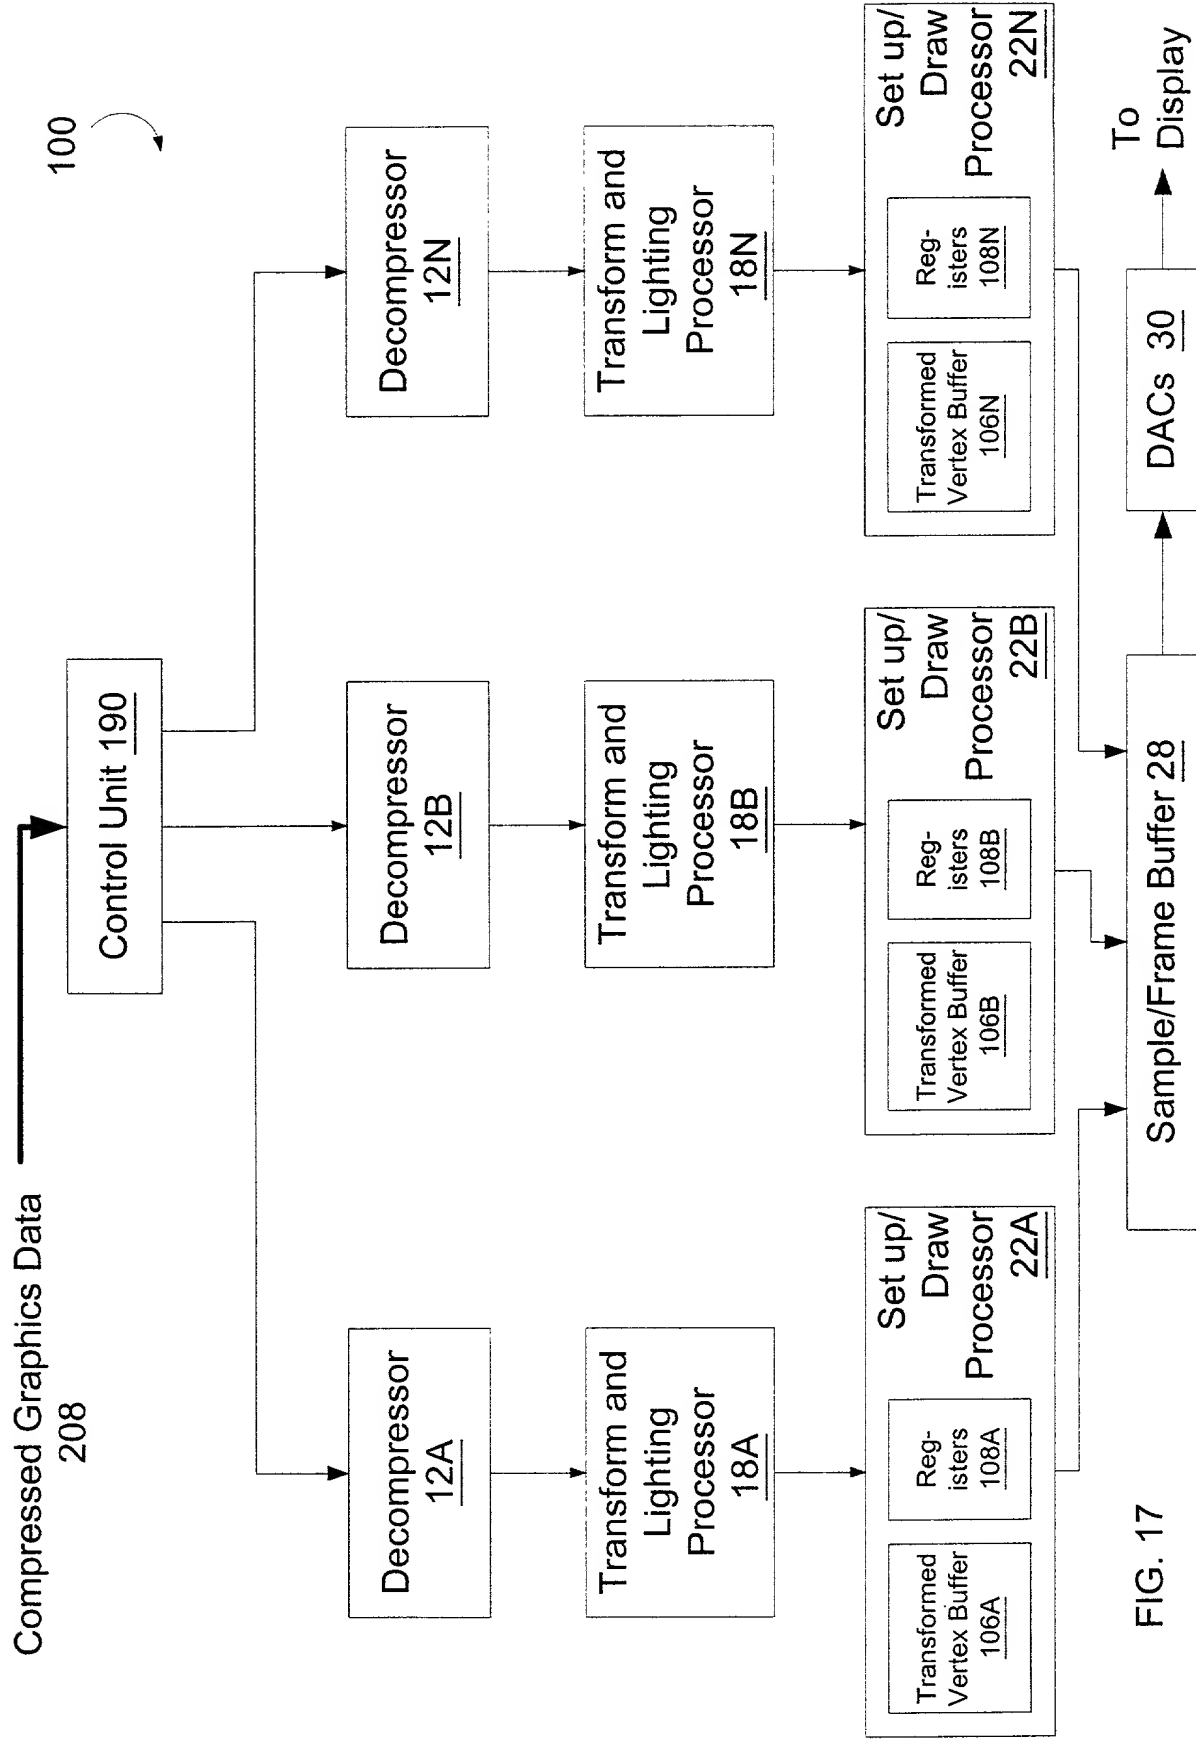 Compressed Graphics Data
208
100
Control Unit 190
Decompressor
12A
Decompressor
12B
Decompressor
12N
Transform and
Lighting
Processor
18A
Transform and
Lighting
Processor
18B
Transform and
Lighting
Processor
18N
Set up/
Draw
Processor
22A
Transformed
Vertex Buffer
106A
Reg-
isters
108A
Set up/
Draw
Processor
22B
Transformed
Vertex Buffer
106B
Reg-
isters
108B
Set up/
Draw
Processor
22N
Transformed
Vertex Buffer
106N
Reg-
isters
108N
Sample/Frame Buffer 28
DACs 30
To
Display
FIG. 17